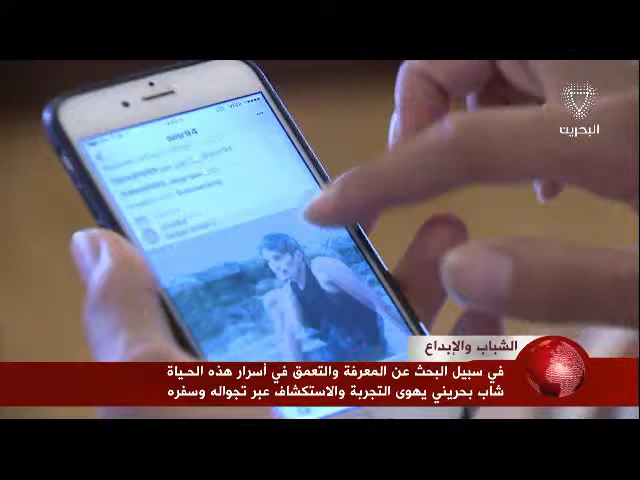 البحرين
الشباب والإبداع
في سبيل البحث عن المعرفة والتعمق في أسرار هذه الحياة
شاب بحريني يهوى التجربة والاستكشاف عبر تجواله وسفره